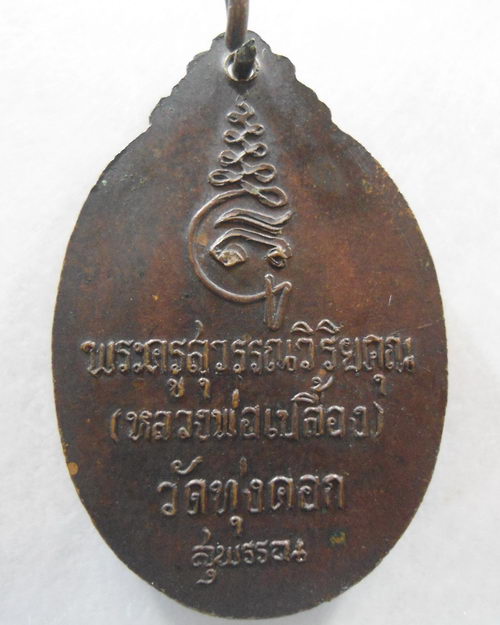 พระครูสุวรรณวิริยคุณ
(หลวงพ่อเปลื้อง)
วัดทุ่งคอก
สุพรรณ